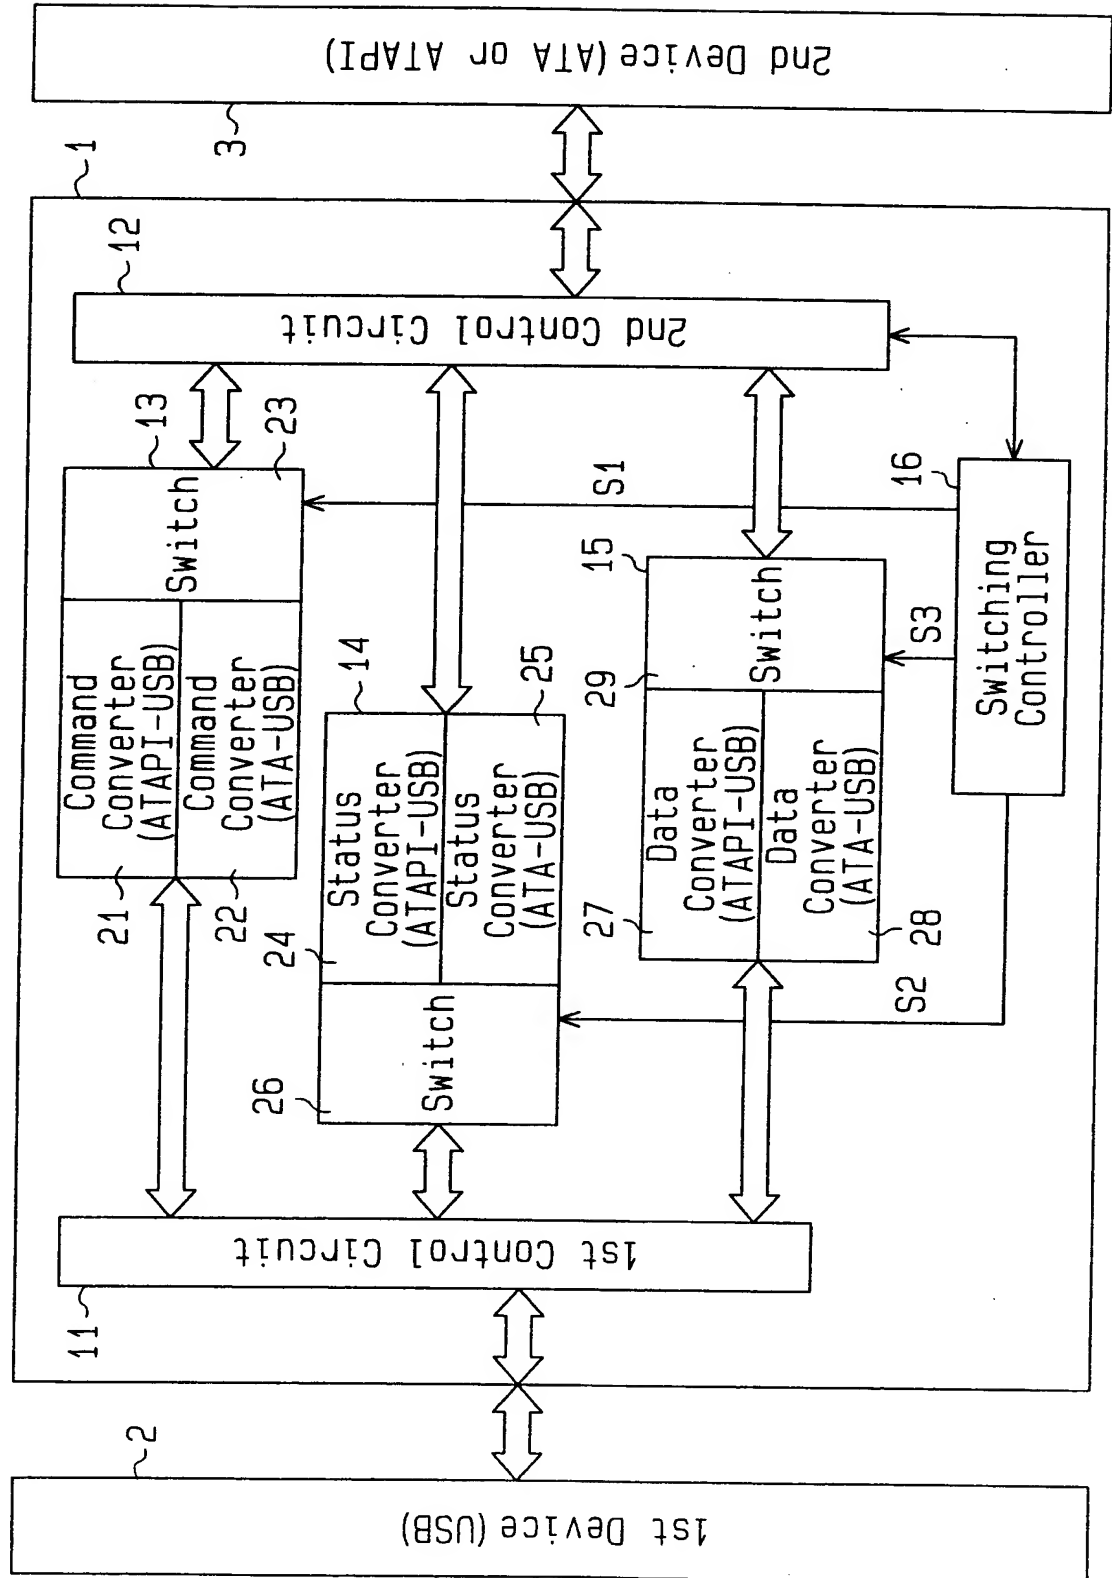 2nd Device (ATA or ATAPI)
3
1
12
2nd Control Circuit
13
23
Switch
Command
Converter
(ATAPI-USB)
Command
Converter
(ATA-USB)
21
22
S1
16
Switching
Controller
14
25
Status
Converter
(ATAPI-USB)
Status
Converter
(ATA-USB)
24
Switch
26
15
Switch
29
S3
Data
Converter
(ATAPI-USB)
Data
Converter
(ATA-USB)
27
28
S2
1st Control Circuit
11
2
1st Device (USB)